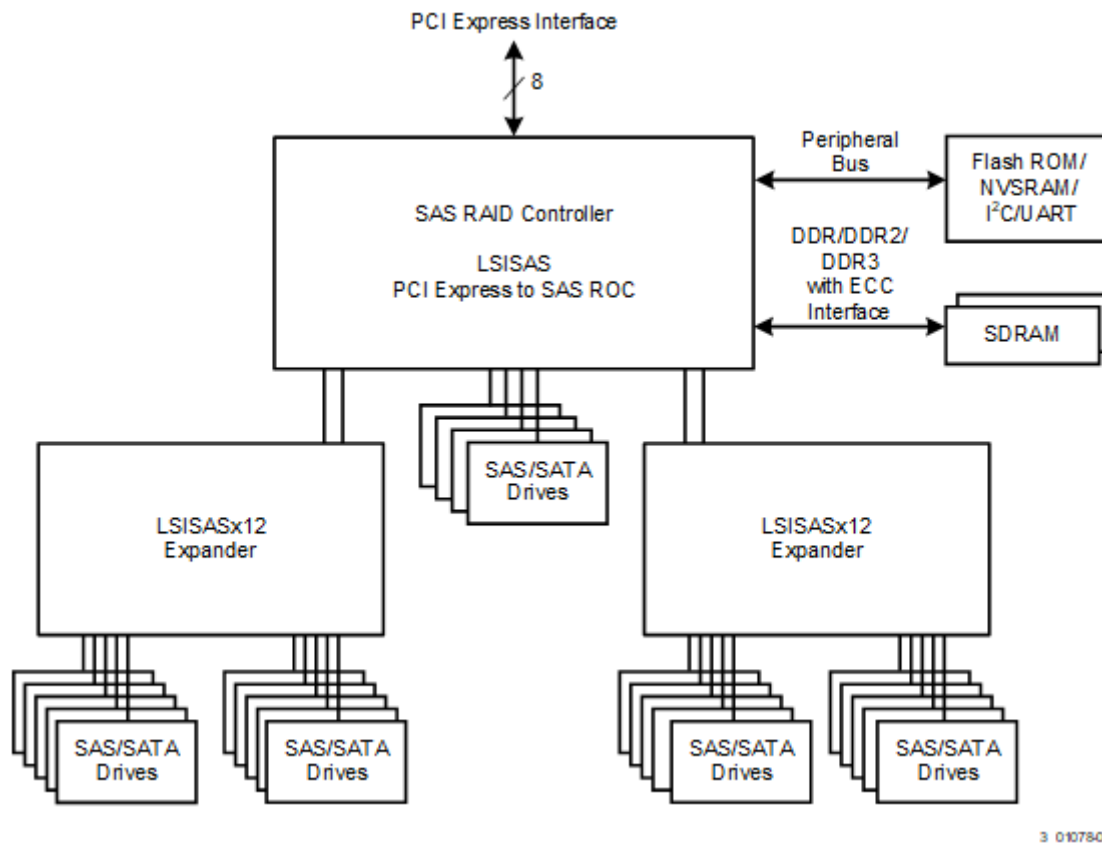 PCI Express Interface
8
SAS RAID Controller
LSISAS
PCI Express to SAS ROC
Peripheral
Bus
Flash ROM/
NVSRAM/
I²C/UART
DDR/DDR2/
DDR3
with ECC
Interface
SDRAM
SAS/SATA
Drives
LSISASx12
Expander
LSISASx12
Expander
SAS/SATA
Drives
SAS/SATA
Drives
SAS/SATA
Drives
SAS/SATA
Drives